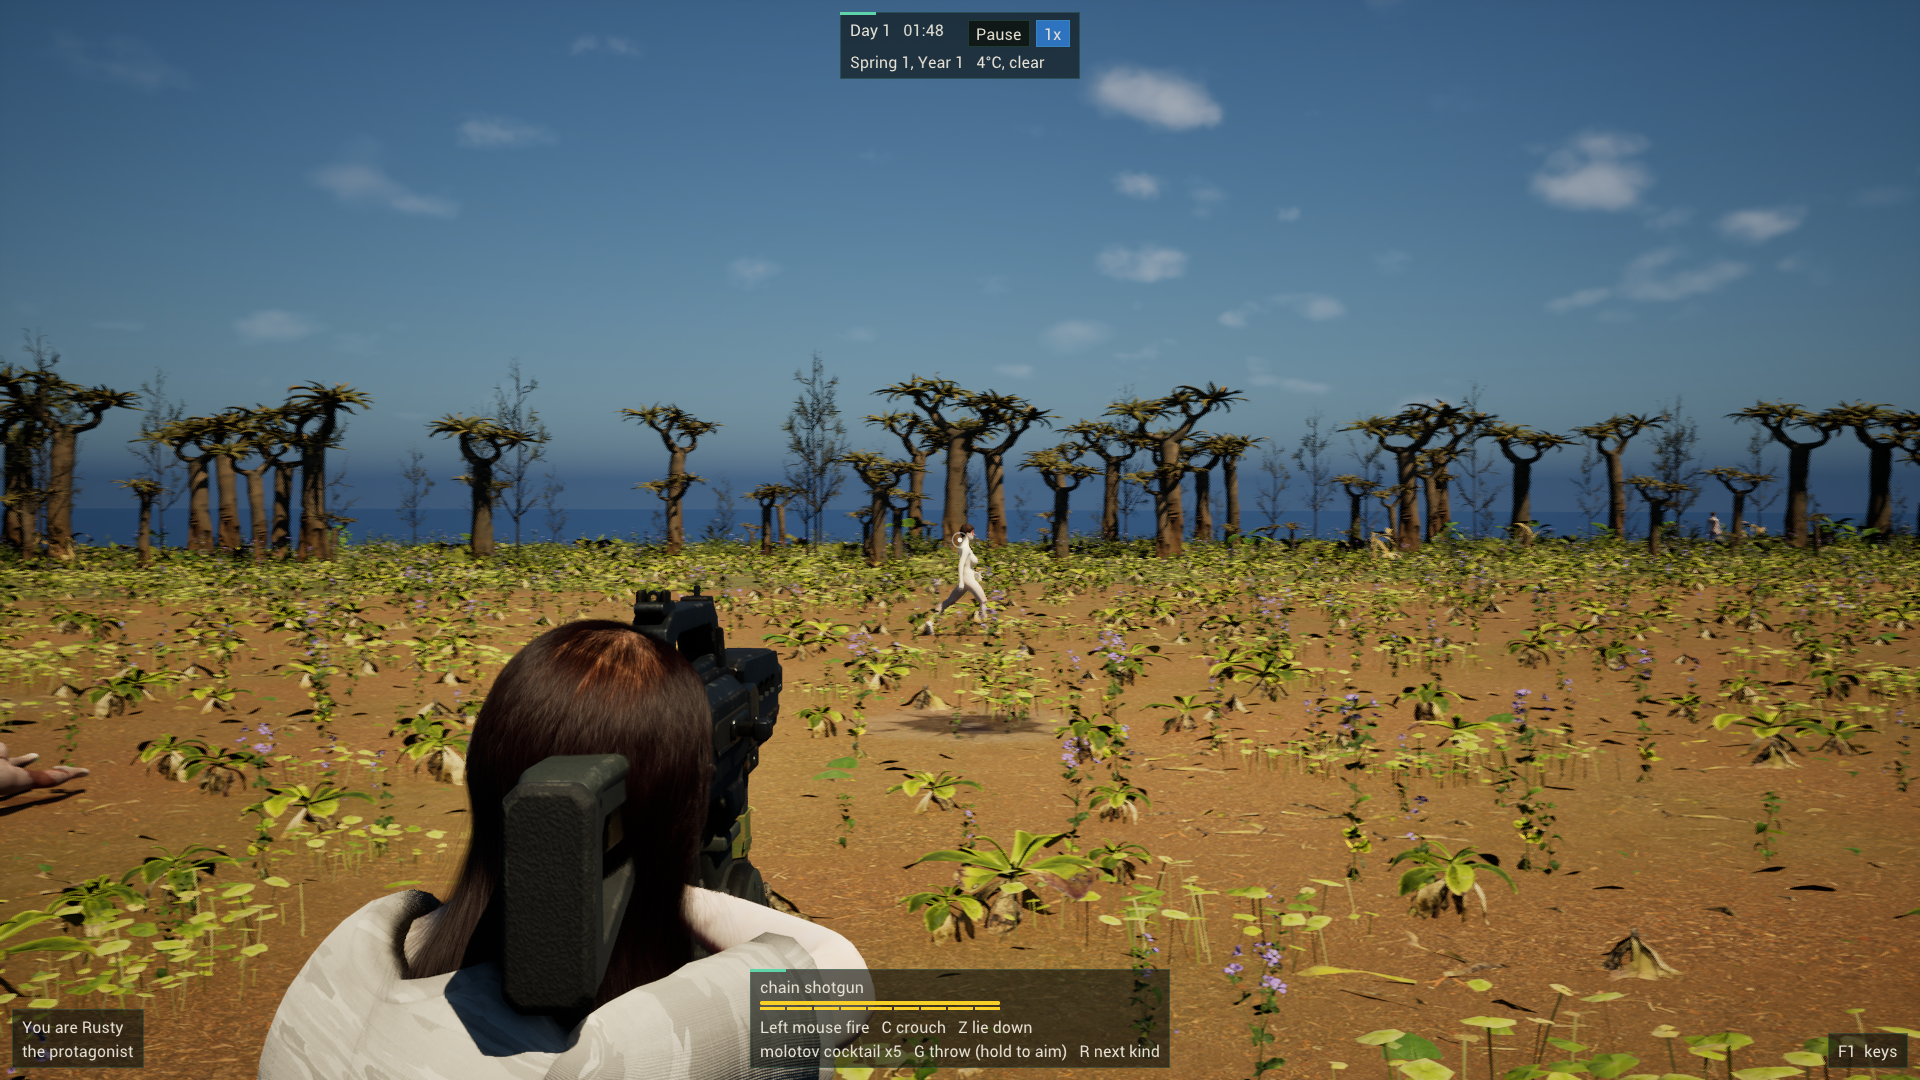 Day 1 01:48 Pause 1x
Spring 1, Year 1 4°C, clear
chain shotgun
Left mouse fire C crouch Z lie down
molotov cocktail x5 G throw (hold to aim) R next kind
You are Rusty
the protagonist
F1 keys